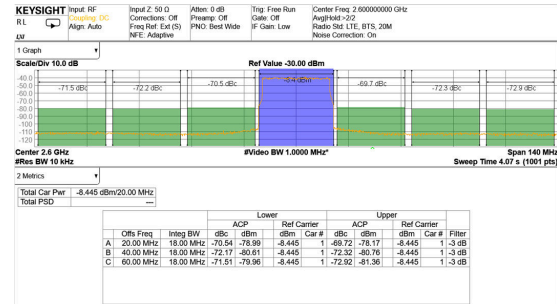 KEYSIGHT Input: RF Input Z: 50 Ω Atten: 0 dB Trig: Free Run Center Freq: 2.600000000 GHz
RL Coupling: DC Corrections: Off Preamp: Off Gate: Off Avg|Hold:>2/2
Align: Auto Freq Ref: Ext (S) PNO: Best Wide IF Gain: Low Radio Std: LTE, BTS, 20M
LXI NFE: Adaptive Noise Correction: On
1 Graph
Scale/Div 10.0 dB Ref Value -30.00 dBm
-40.0
-50.0
-60.0
-70.0
-80.0
-90.0
-100
-110
-120
-71.5 dBc -72.2 dBc -70.5 dBc -8.4 dBm -69.7 dBc -72.3 dBc -72.9 dBc
Center 2.6 GHz #Video BW 1.0000 MHz* Span 140 MHz
#Res BW 10 kHz Sweep Time 4.07 s (1001 pts)
2 Metrics
Total Car Pwr -8.445 dBm/20.00 MHz
Total PSD ---
Lower Upper
ACP Ref Carrier ACP Ref Carrier
Offs Freq Integ BW dBc dBm dBm Car # dBc dBm dBm Car # Filter
A 20.00 MHz 18.00 MHz -70.54 -78.99 -8.445 1 -69.72 -78.17 -8.445 1 -3 dB
B 40.00 MHz 18.00 MHz -72.17 -80.61 -8.445 1 -72.32 -80.76 -8.445 1 -3 dB
C 60.00 MHz 18.00 MHz -71.51 -79.96 -8.445 1 -72.92 -81.36 -8.445 1 -3 dB